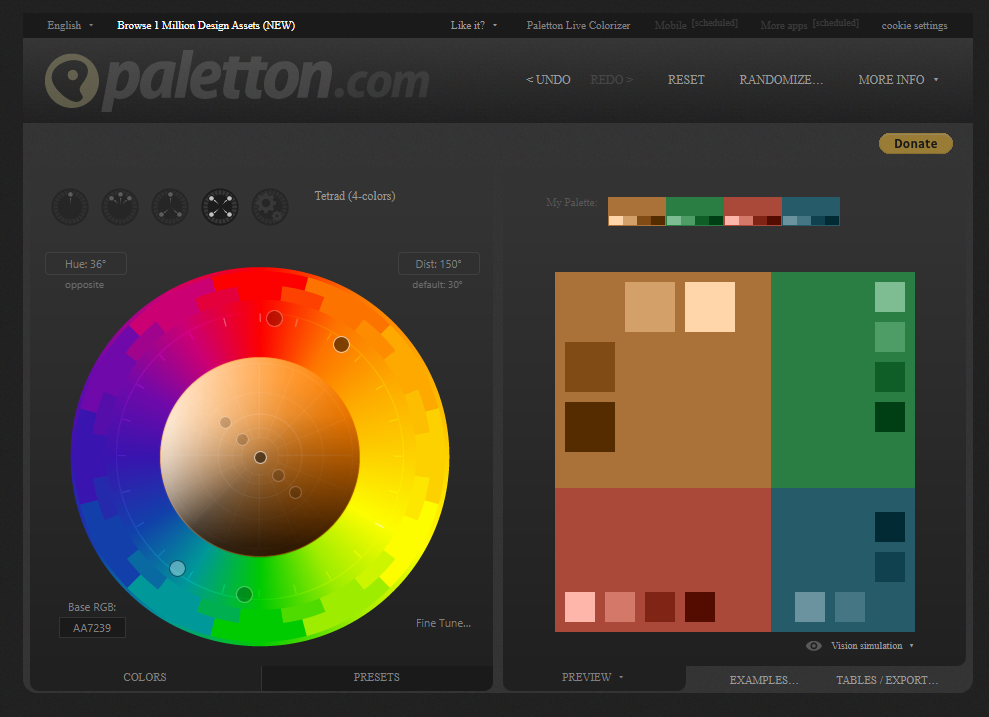 English
Browse 1 Million Design Assets (NEW)
Like it?
Paletton Live Colorizer
Mobile [scheduled]
More apps [scheduled]
cookie settings
paletton.com
< UNDO
REDO >
RESET
RANDOMIZE...
MORE INFO
Donate
Tetrad (4-colors)
My Palette:
Hue: 36°
opposite
Dist: 150°
default: 30°
Base RGB:
AA7239
Fine Tune...
Vision simulation
COLORS
PRESETS
PREVIEW
EXAMPLES...
TABLES / EXPORT...